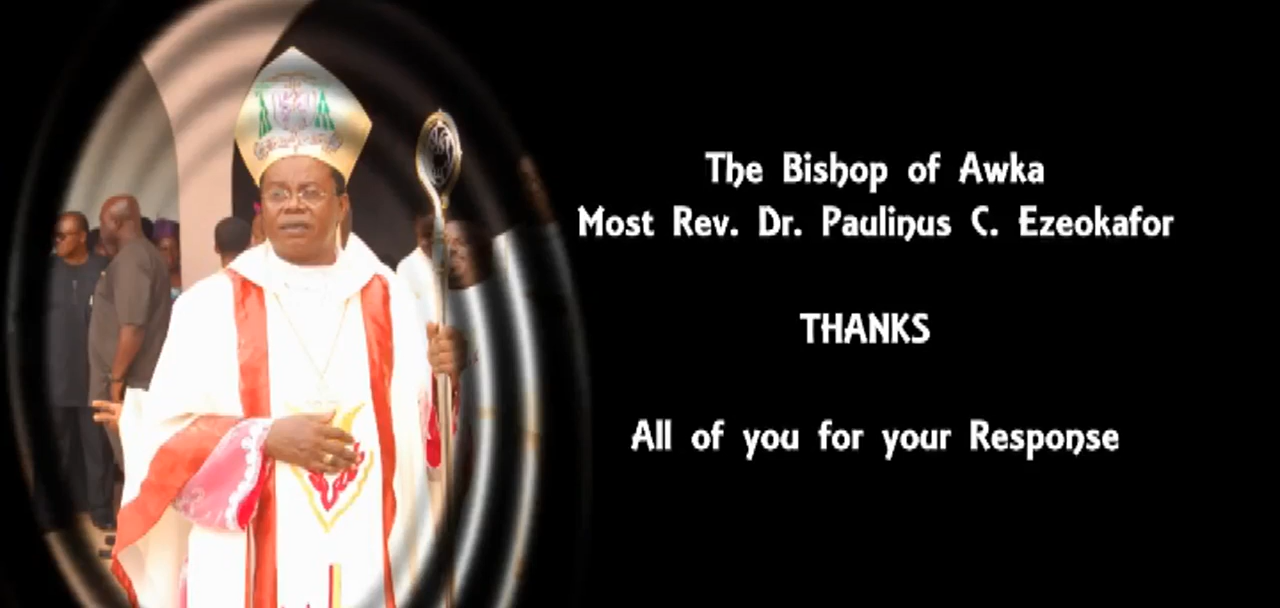 The Bishop of Awka
Most Rev. Dr. Paulinus C. Ezeokafor
THANKS
All of you for your Response